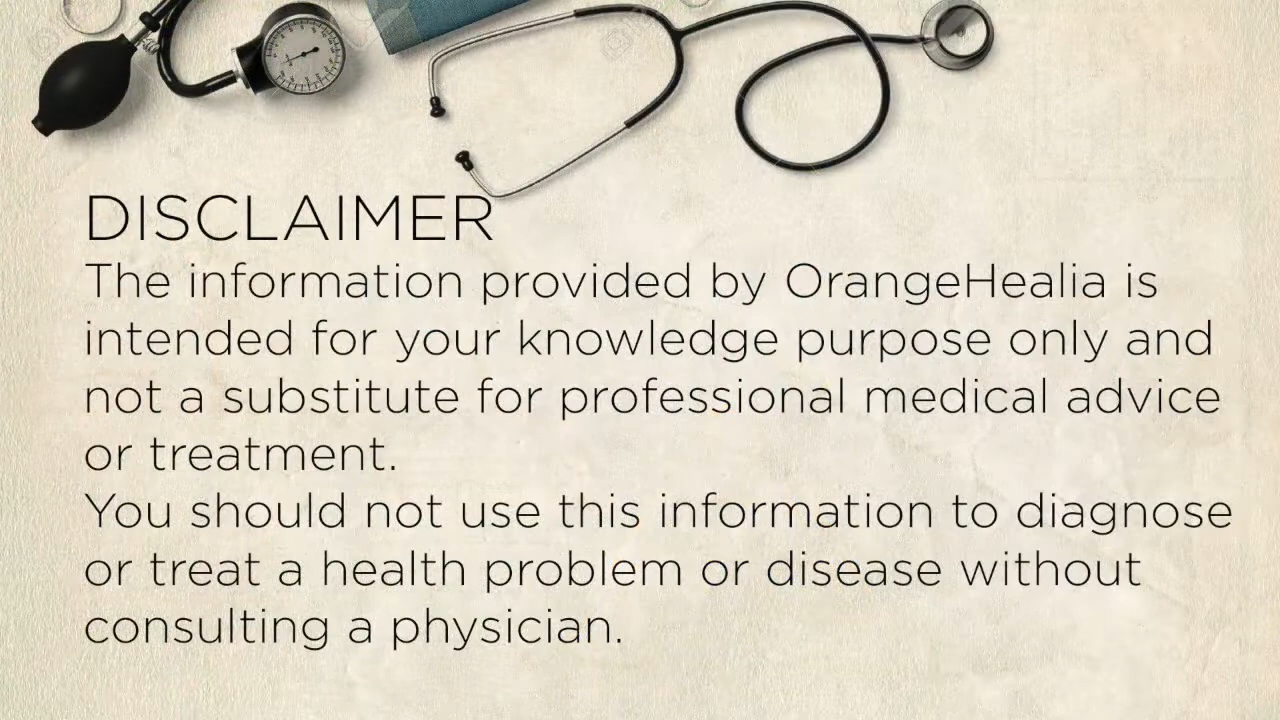 DISCLAIMER
The information provided by OrangeHealia is
intended for your knowledge purpose only and
not a substitute for professional medical advice
or treatment.
You should not use this information to diagnose
or treat a health problem or disease without
consulting a physician.